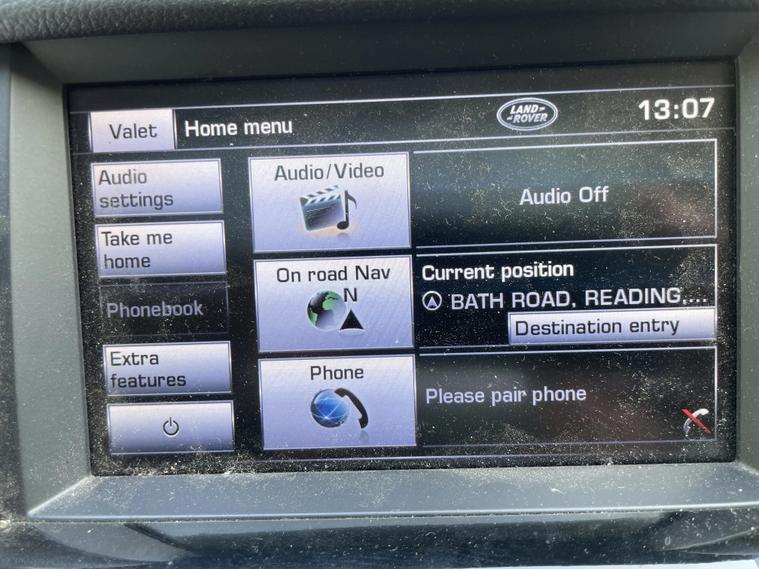 Valet
Home menu
LAND-
-ROVER
13:07
Audio
settings
Audio/Video
Audio Off
Take me
home
On road Nav
N
Current position
BATH ROAD, READING,...
Destination entry
Phonebook
Extra
features
Phone
Please pair phone